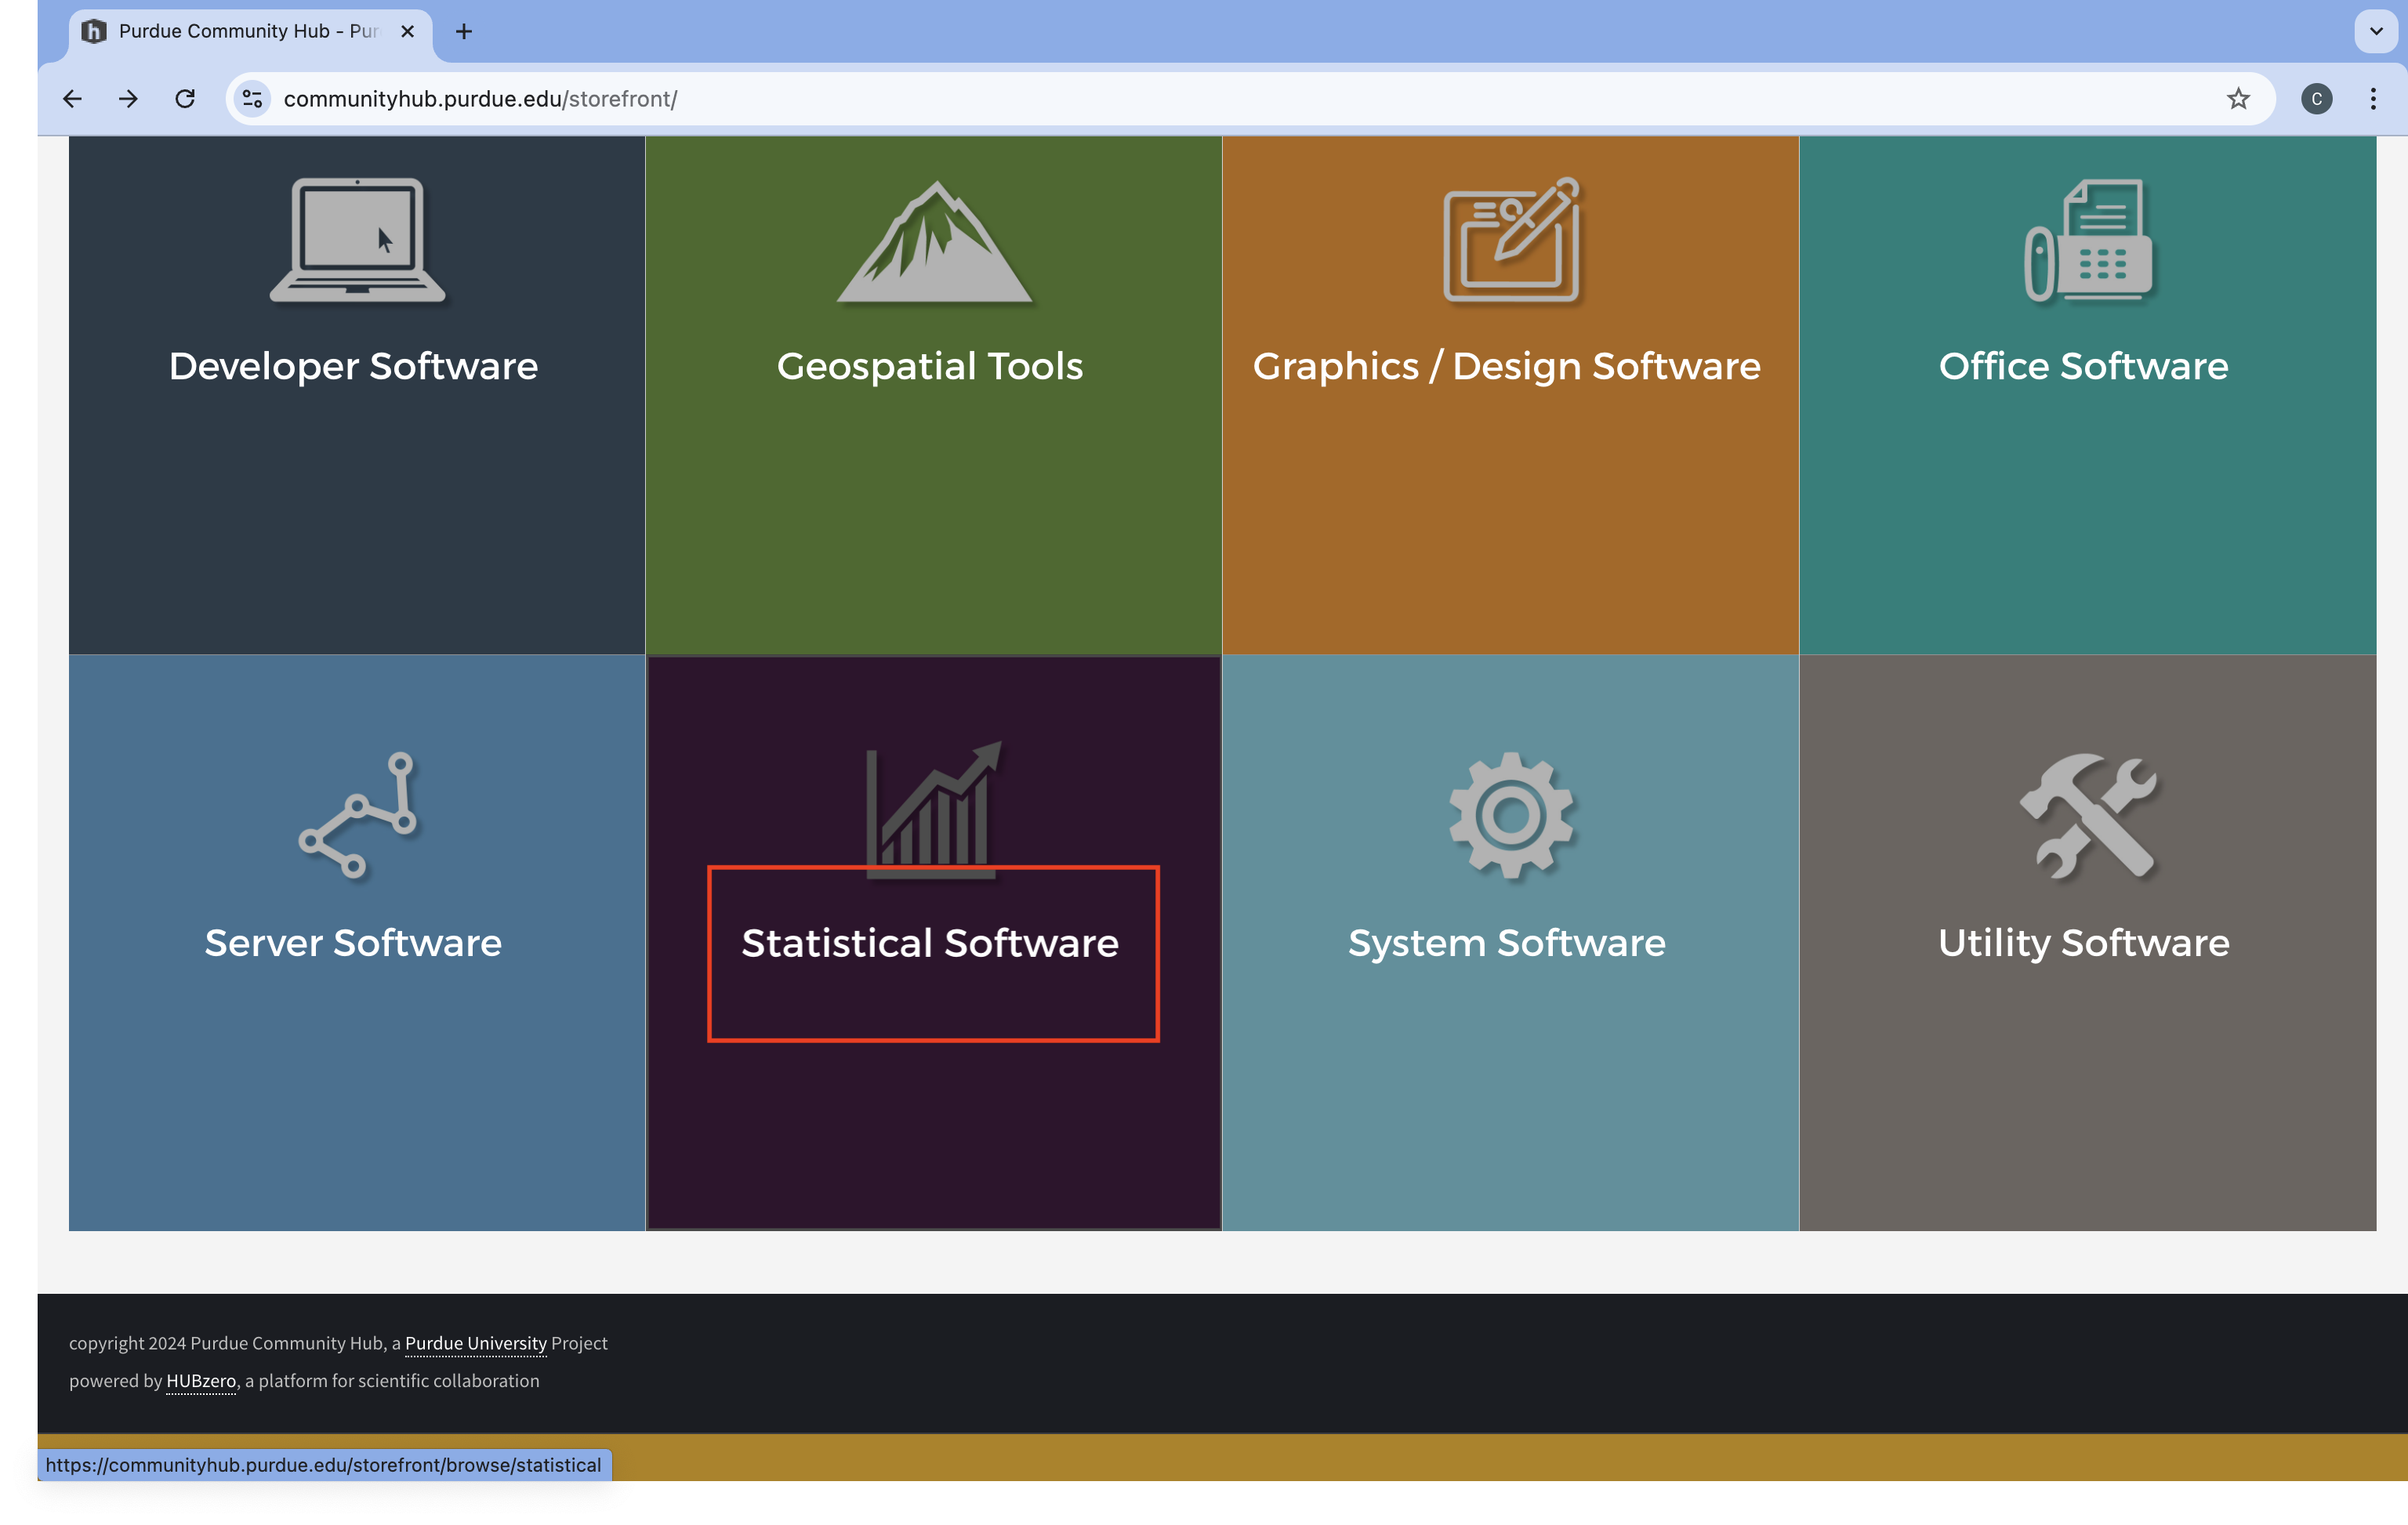 Purdue Community Hub - Pur
communityhub.purdue.edu/storefront/
C
Developer Software
Geospatial Tools
Graphics / Design Software
Office Software
Server Software
Statistical Software
System Software
Utility Software
copyright 2024 Purdue Community Hub, a Purdue University Project
powered by HUBzero, a platform for scientific collaboration
https://communityhub.purdue.edu/storefront/browse/statistical